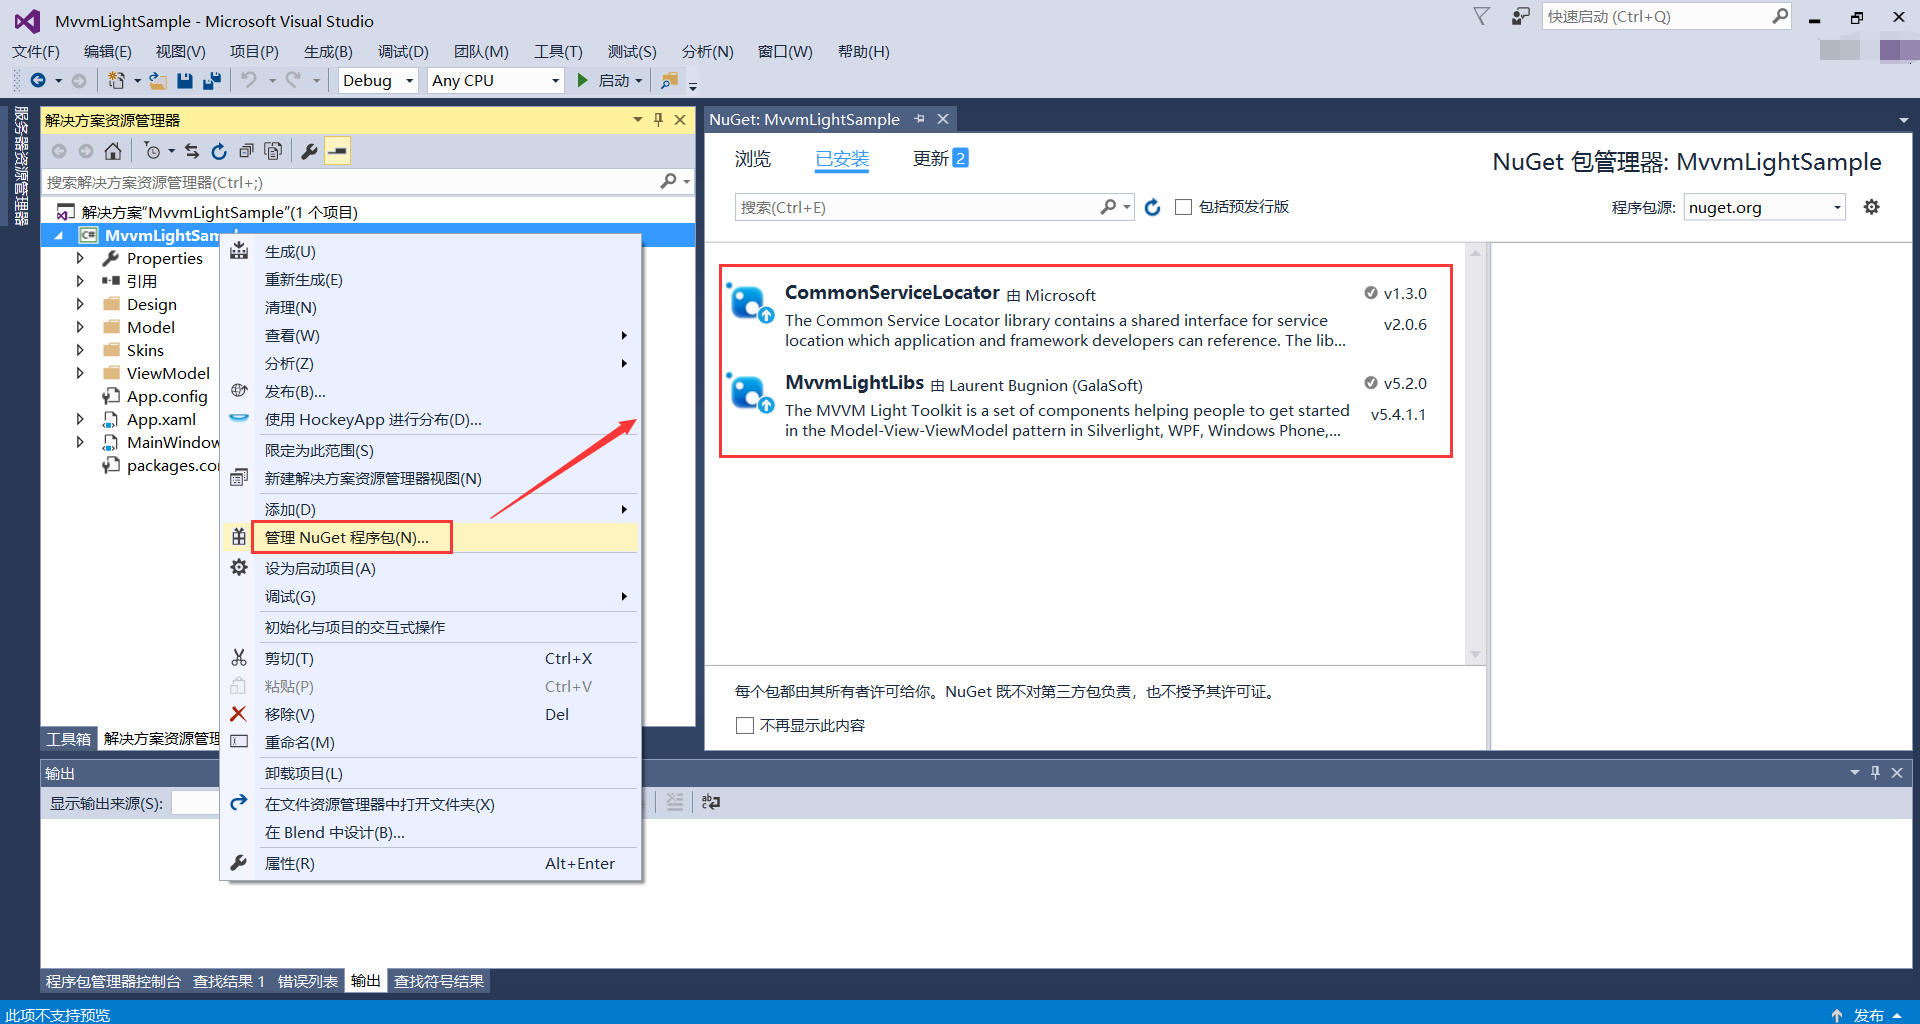 MvvmLightSample - Microsoft Visual Studio
快速启动 (Ctrl+Q)
文件(F) 编辑(E) 视图(V) 项目(P) 生成(B) 调试(D) 团队(M) 工具(T) 测试(S) 分析(N) 窗口(W) 帮助(H)
Debug Any CPU 启动
服务器资源管理器
解决方案资源管理器
搜索解决方案资源管理器(Ctrl+;)
解决方案"MvvmLightSample"(1 个项目)
MvvmLightSam
Properties
引用
Design
Model
Skins
ViewModel
App.config
App.xaml
MainWindow
packages.co
工具箱 解决方案资源管理
生成(U)
重新生成(E)
清理(N)
查看(W)
分析(Z)
发布(B)...
使用 HockeyApp 进行分布(D)...
限定为此范围(S)
新建解决方案资源管理器视图(N)
添加(D)
管理 NuGet 程序包(N)...
设为启动项目(A)
调试(G)
初始化与项目的交互式操作
剪切(T) Ctrl+X
粘贴(P) Ctrl+V
移除(V) Del
重命名(M)
卸载项目(L)
在文件资源管理器中打开文件夹(X)
在 Blend 中设计(B)...
属性(R) Alt+Enter
NuGet: MvvmLightSample
浏览 已安装 更新 2
NuGet 包管理器: MvvmLightSample
搜索(Ctrl+E) 包括预发行版
程序包源: nuget.org
CommonServiceLocator 由 Microsoft v1.3.0
The Common Service Locator library contains a shared interface for service v2.0.6
location which application and framework developers can reference. The lib...
MvvmLightLibs 由 Laurent Bugnion (GalaSoft) v5.2.0
The MVVM Light Toolkit is a set of components helping people to get started v5.4.1.1
in the Model-View-ViewModel pattern in Silverlight, WPF, Windows Phone,...
每个包都由其所有者许可给你。NuGet 既不对第三方包负责，也不授予其许可证。
不再显示此内容
输出
显示输出来源(S):
程序包管理器控制台 查找结果 1 错误列表 输出 查找符号结果
此项不支持预览
发布